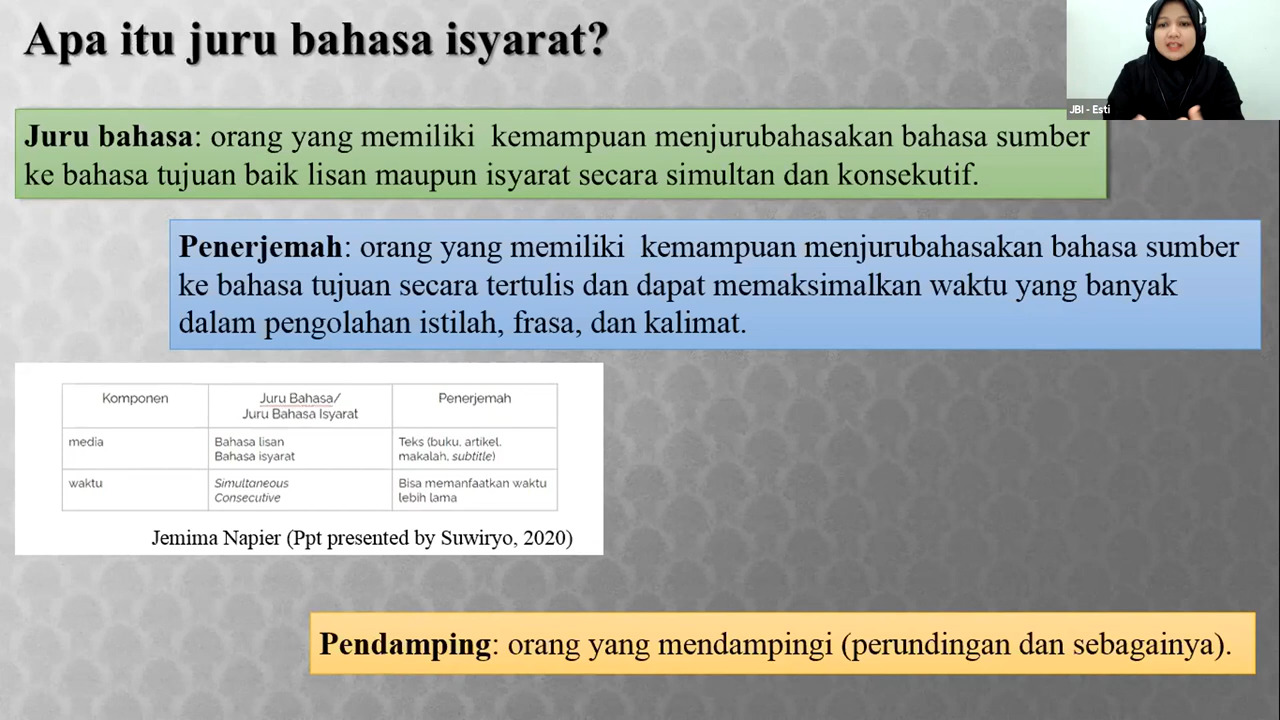 Apa itu juru bahasa isyarat?
JBI - Esti
Juru bahasa: orang yang memiliki kemampuan menjurubahasakan bahasa sumber
ke bahasa tujuan baik lisan maupun isyarat secara simultan dan konsekutif.
Penerjemah: orang yang memiliki kemampuan menjurubahasakan bahasa sumber
ke bahasa tujuan secara tertulis dan dapat memaksimalkan waktu yang banyak
dalam pengolahan istilah, frasa, dan kalimat.
Komponen
Juru Bahasa/
Juru Bahasa Isyarat
Penerjemah
media
Bahasa lisan
Bahasa isyarat
Teks (buku, artikel,
makalah, subtitle)
waktu
Simultaneous
Consecutive
Bisa memanfaatkan waktu
lebih lama
Jemima Napier (Ppt presented by Suwiryo, 2020)
Pendamping: orang yang mendampingi (perundingan dan sebagainya).